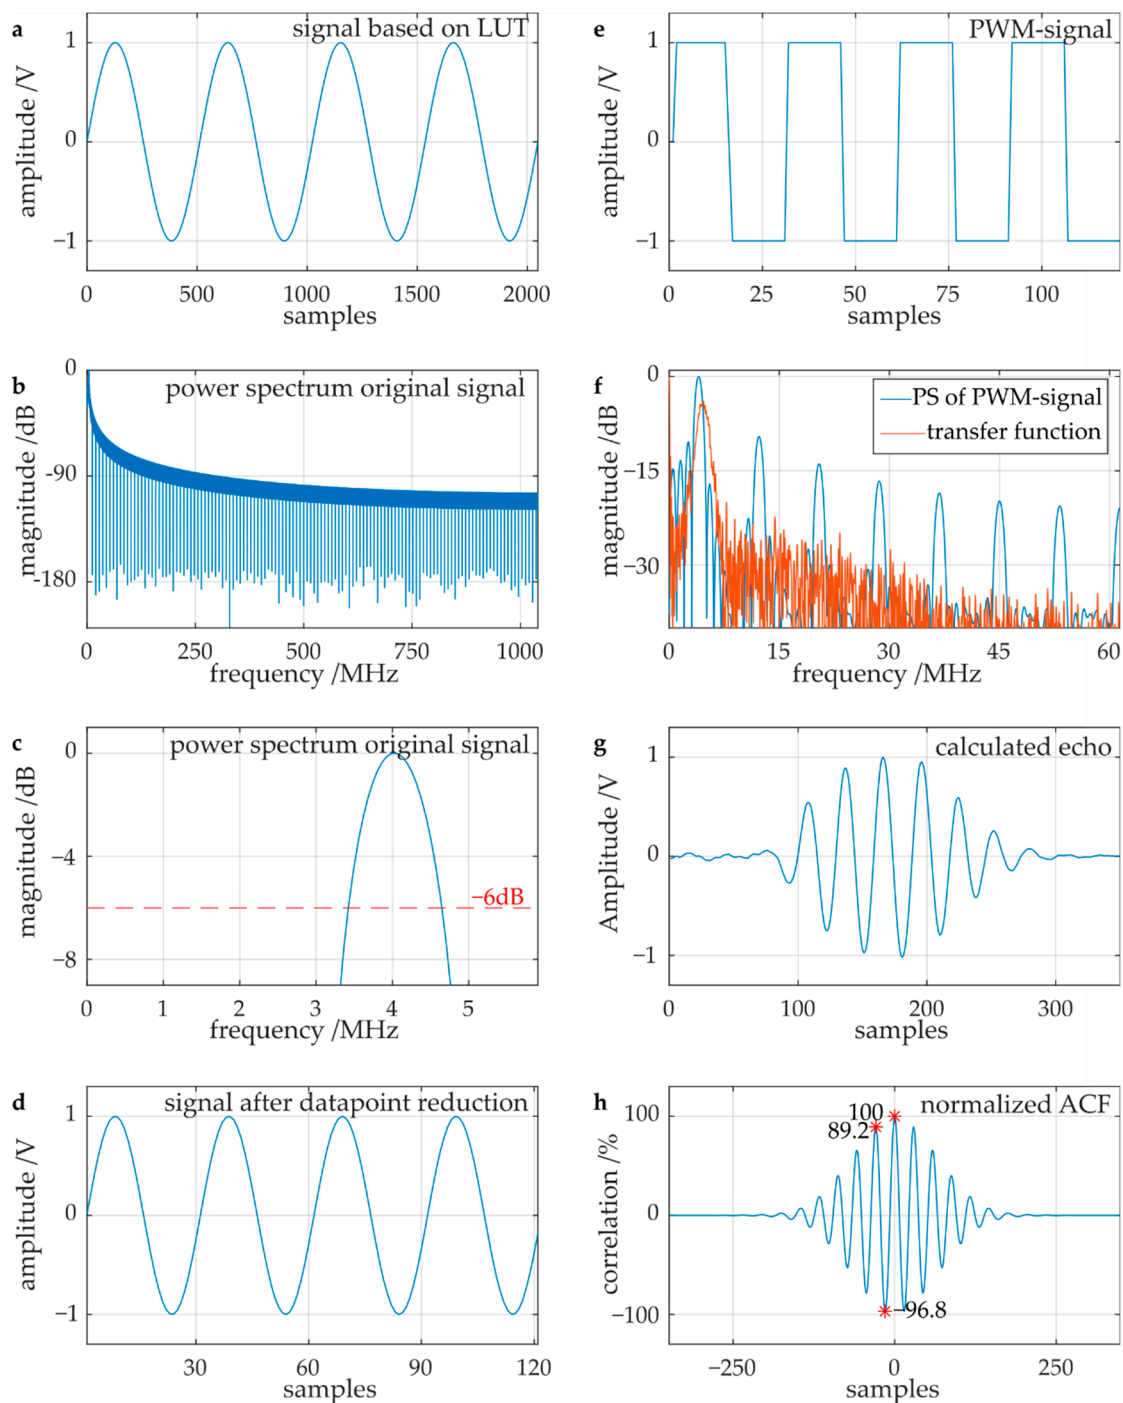 a
signal based on LUT
amplitude /V
1
0
−1
0 500 1000 1500 2000
samples
e
PWM-signal
amplitude /V
1
0
−1
0 25 50 75 100
samples
b
power spectrum original signal
magnitude /dB
0
-90
-180
0 250 500 750 1000
frequency /MHz
f
PS of PWM-signal
transfer function
magnitude /dB
0
−15
−30
0 15 30 45 60
frequency /MHz
c
power spectrum original signal
magnitude /dB
0
−4
−8
−6dB
0 1 2 3 4 5
frequency /MHz
g
calculated echo
Amplitude /V
1
0
−1
0 100 200 300
samples
d
signal after datapoint reduction
amplitude /V
1
0
−1
30 60 90 120
samples
h
normalized ACF
correlation /%
100
0
−100
100
89.2
−96.8
−250 0 250
samples